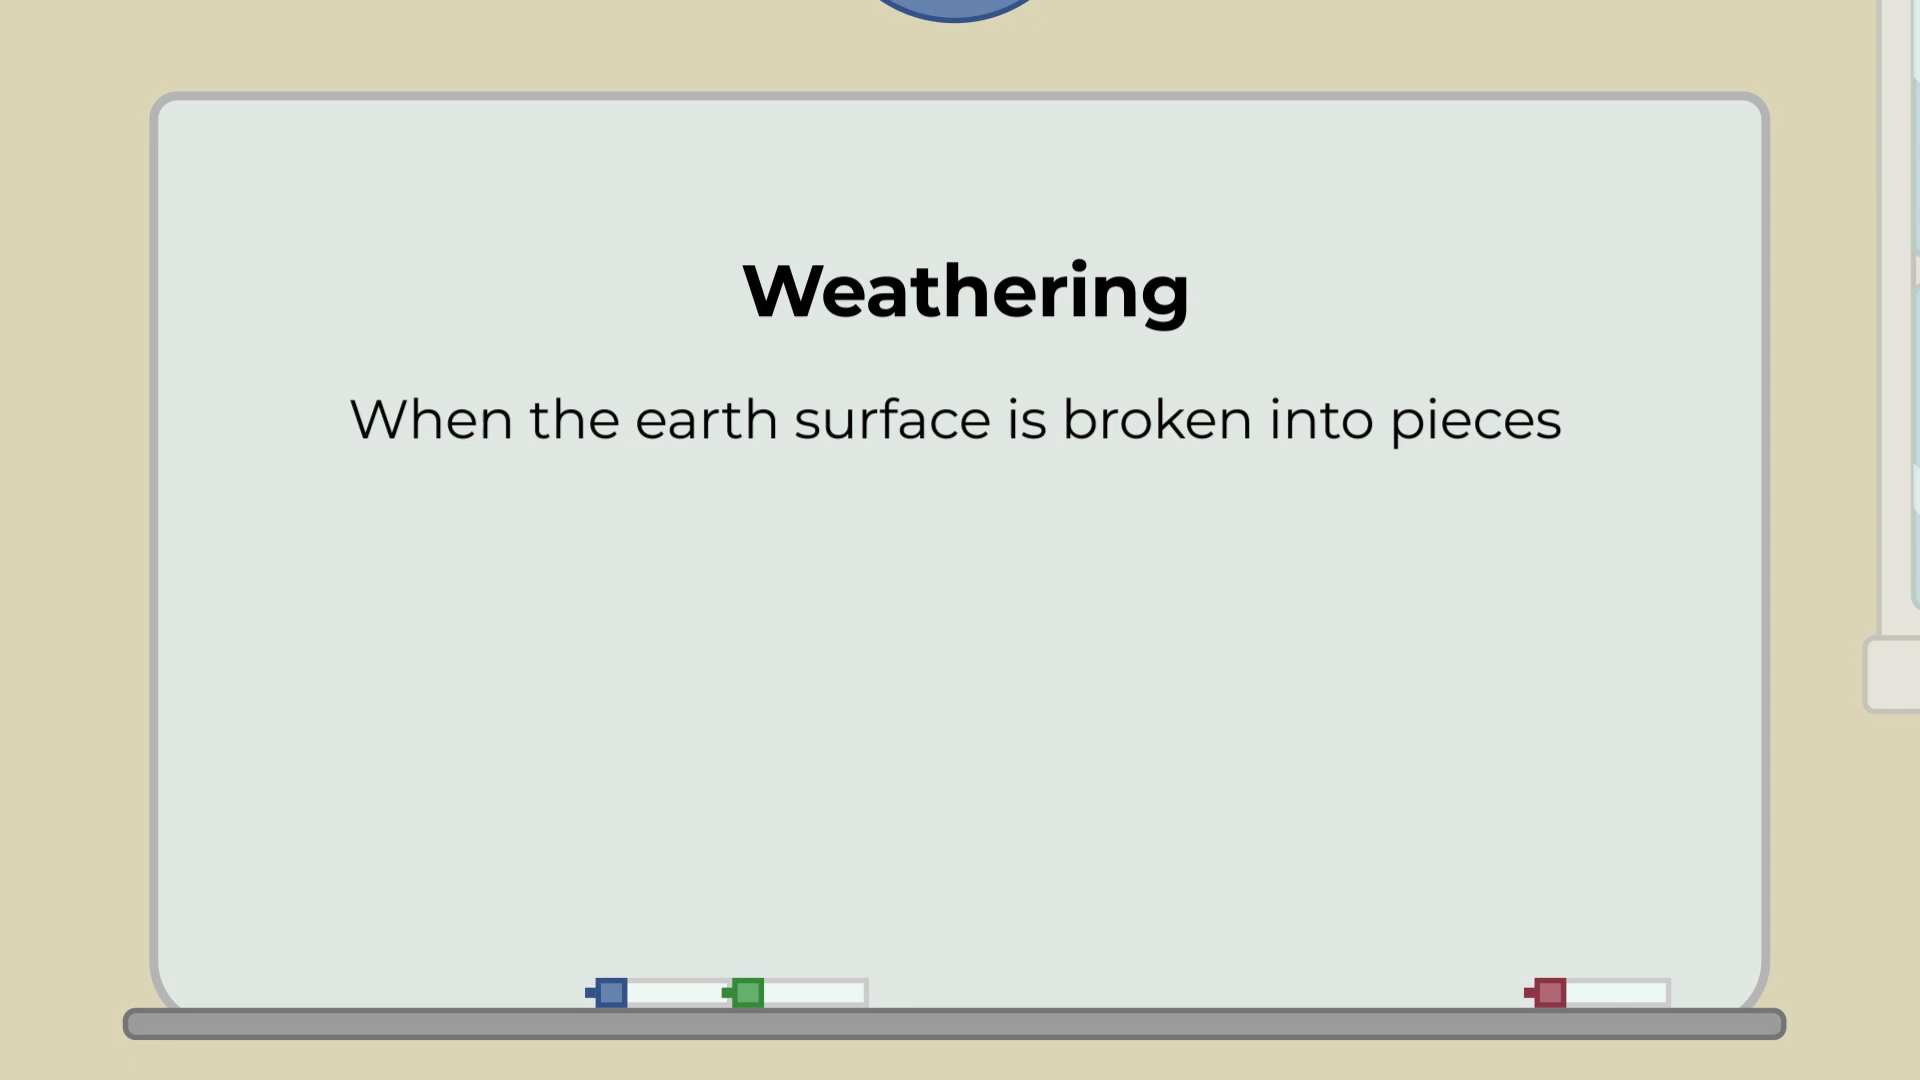 Weathering
When the earth surface is broken into pieces